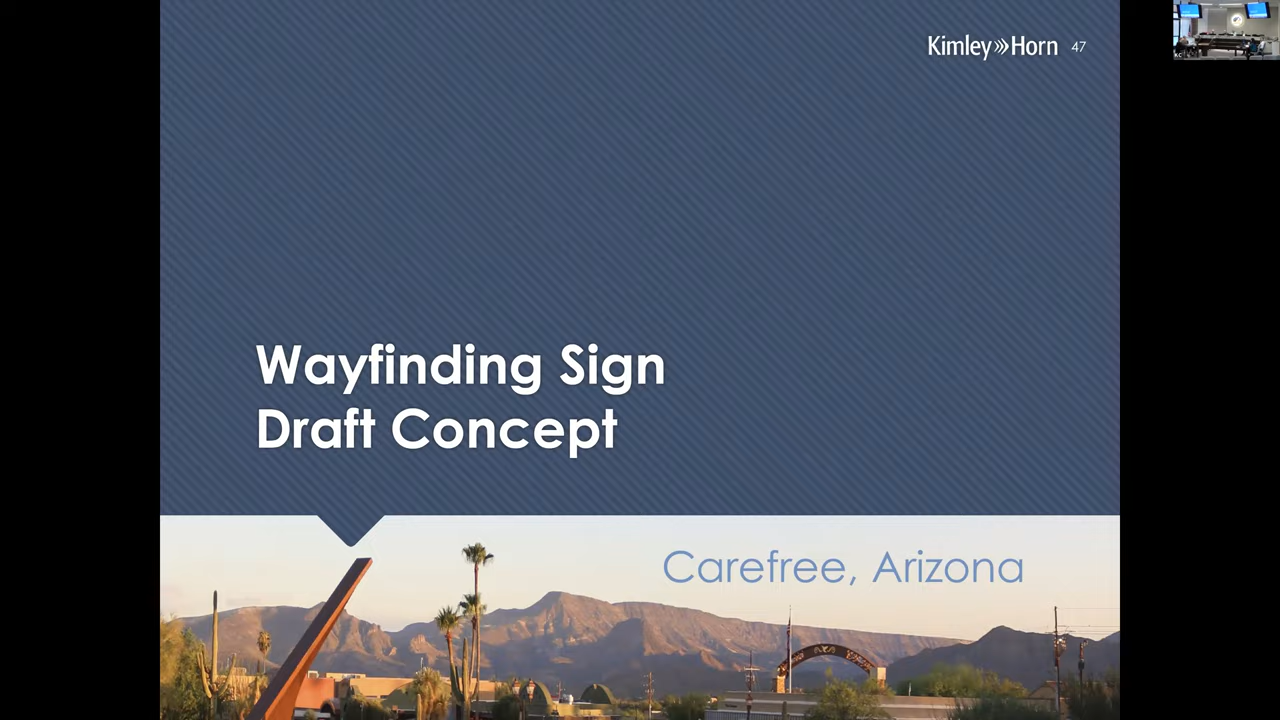 Kimley»Horn 47
Wayfinding Sign
Draft Concept
Carefree, Arizona